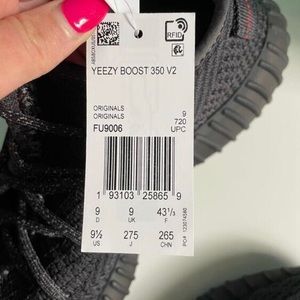 RFID
YEEZY BOOST 350 V2
ORIGINALS
ORIGINALS
FU9006
9
720
UPC
1 93103 25865 9
9 9 43⅓
D UK F
9½ 275 265
US J CHN